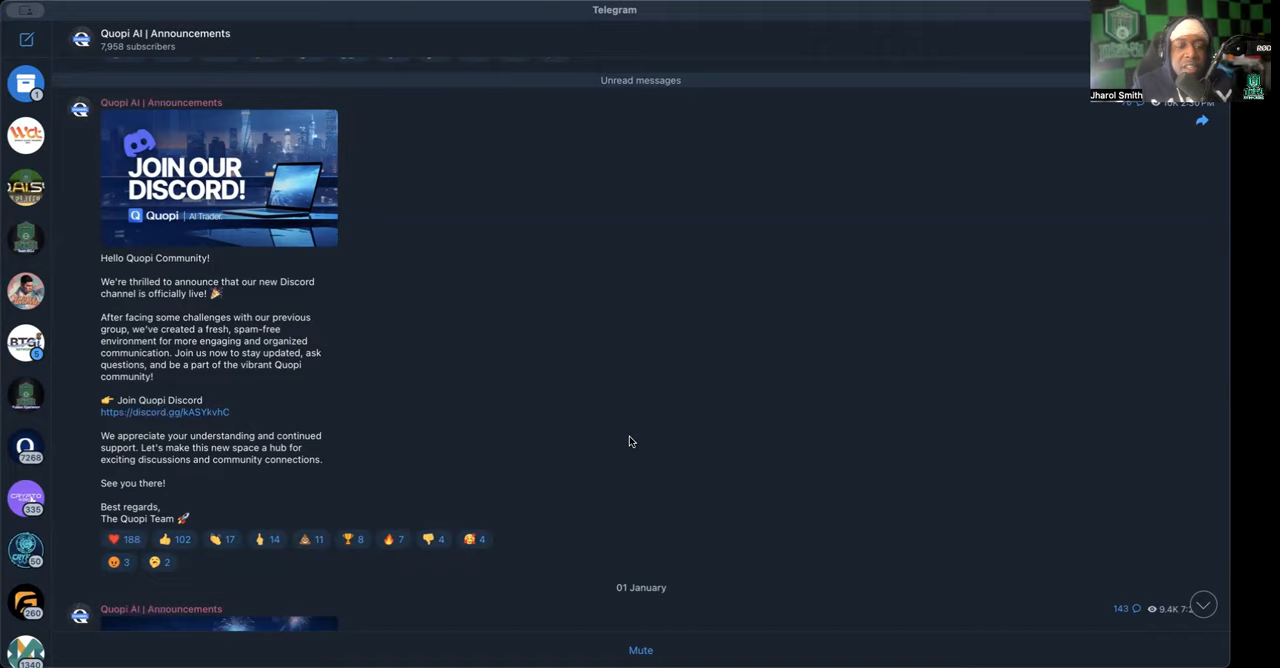 Telegram
Quopi AI | Announcements
7,958 subscribers
Unread messages
Quopi AI | Announcements
JOIN OUR
DISCORD!
Quopi | AI Trader
Hello Quopi Community!
We're thrilled to announce that our new Discord
channel is officially live! 🎉
After facing some challenges with our previous
group, we've created a fresh, spam-free
environment for more engaging and organized
communication. Join us now to stay updated, ask
questions, and be a part of the vibrant Quopi
community!
👉 Join Quopi Discord
https://discord.gg/kASYkvhC
We appreciate your understanding and continued
support. Let's make this new space a hub for
exciting discussions and community connections.
See you there!
Best regards,
The Quopi Team 🚀
❤️ 188 👍 102 👏 17 🖕 14 💩 11 🏆 8 🔥 7 👎 4 🥰 4
😡 3 🤔 2
01 January
Quopi AI | Announcements
143 9.4K
Mute
Jharol Smith
1
5
7268
335
50
260
1340